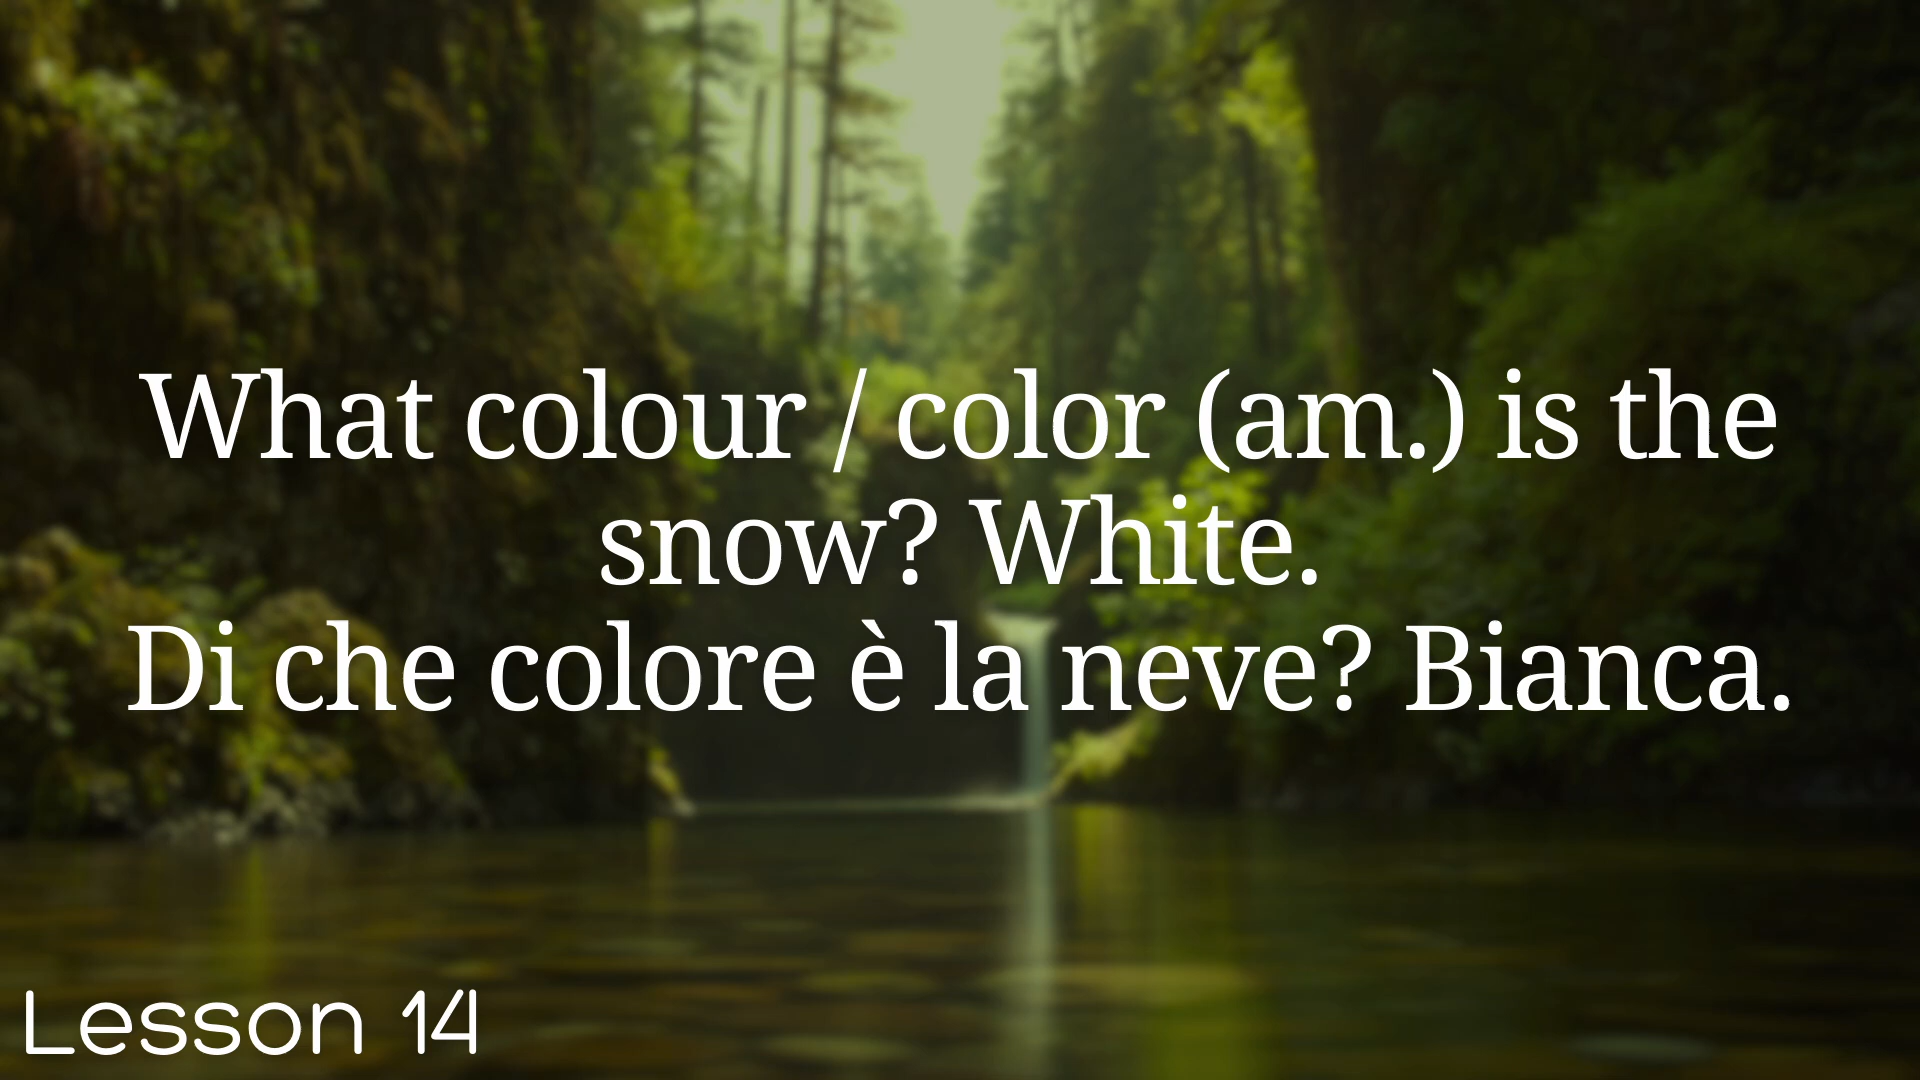 What colour / color (am.) is the
snow? White.
Di che colore è la neve? Bianca.
Lesson 14